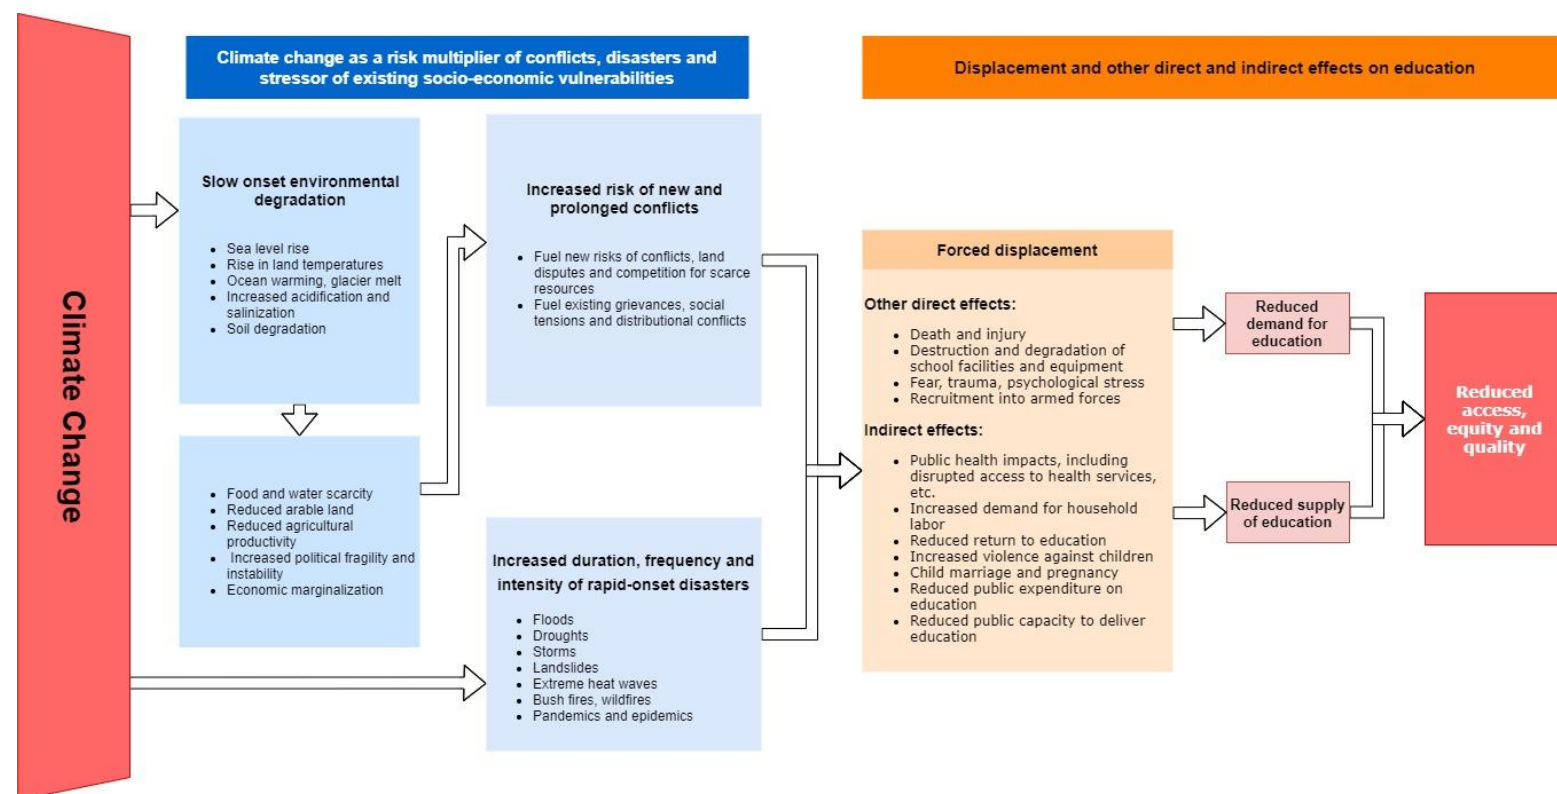 Climate Change
Climate change as a risk multiplier of conflicts, disasters and
stressor of existing socio-economic vulnerabilities
Slow onset environmental
degradation
• Sea level rise
• Rise in land temperatures
• Ocean warming, glacier melt
• Increased acidification and
salinization
• Soil degradation
• Food and water scarcity
• Reduced arable land
• Reduced agricultural
productivity
• Increased political fragility and
instability
• Economic marginalization
Increased risk of new and
prolonged conflicts
• Fuel new risks of conflicts, land
disputes and competition for scarce
resources
• Fuel existing grievances, social
tensions and distributional conflicts
Increased duration, frequency and
intensity of rapid-onset disasters
• Floods
• Droughts
• Storms
• Landslides
• Extreme heat waves
• Bush fires, wildfires
• Pandemics and epidemics
Displacement and other direct and indirect effects on education
Forced displacement
Other direct effects:
• Death and injury
• Destruction and degradation of
school facilities and equipment
• Fear, trauma, psychological stress
• Recruitment into armed forces
Indirect effects:
• Public health impacts, including
disrupted access to health services,
etc.
• Increased demand for household
labor
• Reduced return to education
• Increased violence against children
• Child marriage and pregnancy
• Reduced public expenditure on
education
• Reduced public capacity to deliver
education
Reduced
demand for
education
Reduced supply
of education
Reduced
access,
equity and
quality